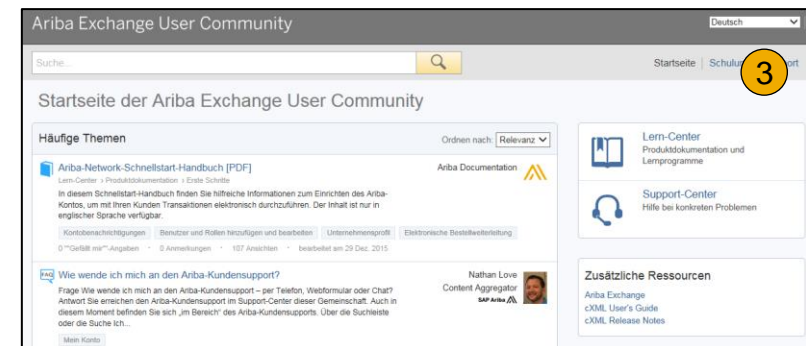 Ariba Exchange User Community
Deutsch
Suche...
Startseite
3
Startseite der Ariba Exchange User Community
Häufige Themen
Ordnen nach: Relevanz
Ariba-Network-Schnellstart-Handbuch [PDF]
Ariba Documentation
Lern-Center › Produktdokumentation › Erste Schritte
In diesem Schnellstart-Handbuch finden Sie hilfreiche Informationen zum Einrichten des Ariba-
Kontos, um mit Ihren Kunden Transaktionen elektronisch durchzuführen. Der Inhalt ist nur in
englischer Sprache verfügbar.
Kontobenachrichtigungen Benutzer und Rollen hinzufügen und bearbeiten Unternehmensprofil Elektronische Bestellweiterleitung
0 ""Gefällt mir""-Angaben · 0 Anmerkungen · 107 Ansichten · bearbeitet am 29 Dez. 2015
FAQ Wie wende ich mich an den Ariba-Kundensupport?
Nathan Love
Content Aggregator
SAP Ariba
Frage Wie wende ich mich an den Ariba-Kundensupport – per Telefon, Webformular oder Chat?
Antwort Sie erreichen den Ariba-Kundensupport im Support-Center dieser Gemeinschaft. Auch in
diesem Moment befinden Sie sich „im Bereich" des Ariba-Kundensupports. Über die Suchleiste
oder die Suche Ich...
Mein Konto
Lern-Center
Produktdokumentation und
Lernprogramme
Support-Center
Hilfe bei konkreten Problemen
Zusätzliche Ressourcen
Ariba Exchange
cXML User's Guide
cXML Release Notes